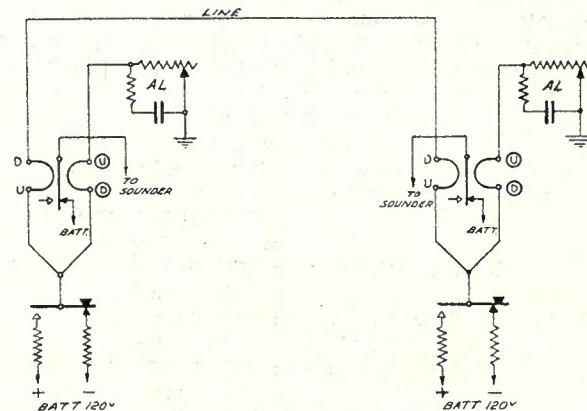 LINE
AL
AL
D
U
D
U
TO
SOUNDER
TO
SOUNDER
U
D
U
D
BATT.
BATT.
+ −
+ −
BATT 120v
BATT 120v